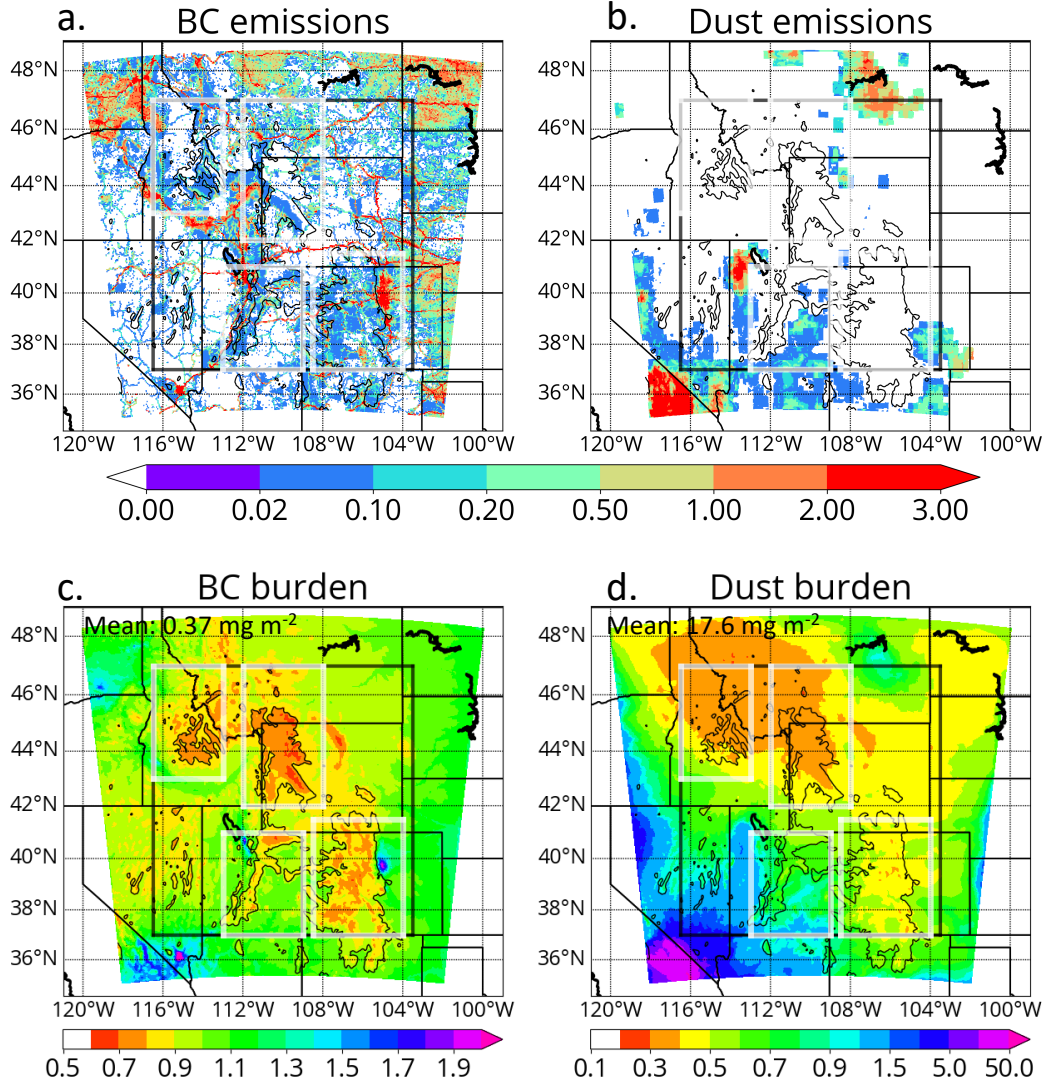 a. BC emissions
b. Dust emissions
48°N
46°N
44°N
42°N
40°N
38°N
36°N
120°W 116°W 112°W 108°W 104°W 100°W
48°N
46°N
44°N
42°N
40°N
38°N
36°N
120°W 116°W 112°W 108°W 104°W 100°W
0.00 0.02 0.10 0.20 0.50 1.00 2.00 3.00
c. BC burden
d. Dust burden
Mean: 0.37 mg m⁻²
48°N
46°N
44°N
42°N
40°N
38°N
36°N
120°W 116°W 112°W 108°W 104°W 100°W
0.5 0.7 0.9 1.1 1.3 1.5 1.7 1.9
Mean: 17.6 mg m⁻²
48°N
46°N
44°N
42°N
40°N
38°N
36°N
120°W 116°W 112°W 108°W 104°W 100°W
0.1 0.3 0.5 0.7 0.9 1.5 5.0 50.0